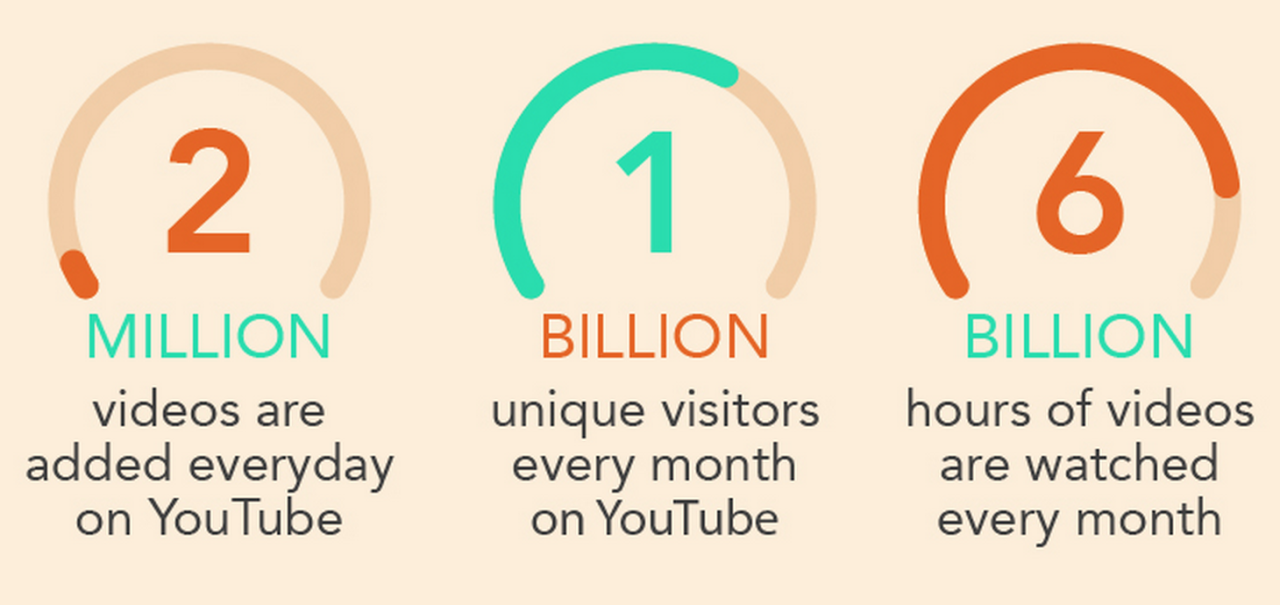 2
MILLION
videos are
added everyday
on YouTube
1
BILLION
unique visitors
every month
on YouTube
6
BILLION
hours of videos
are watched
every month